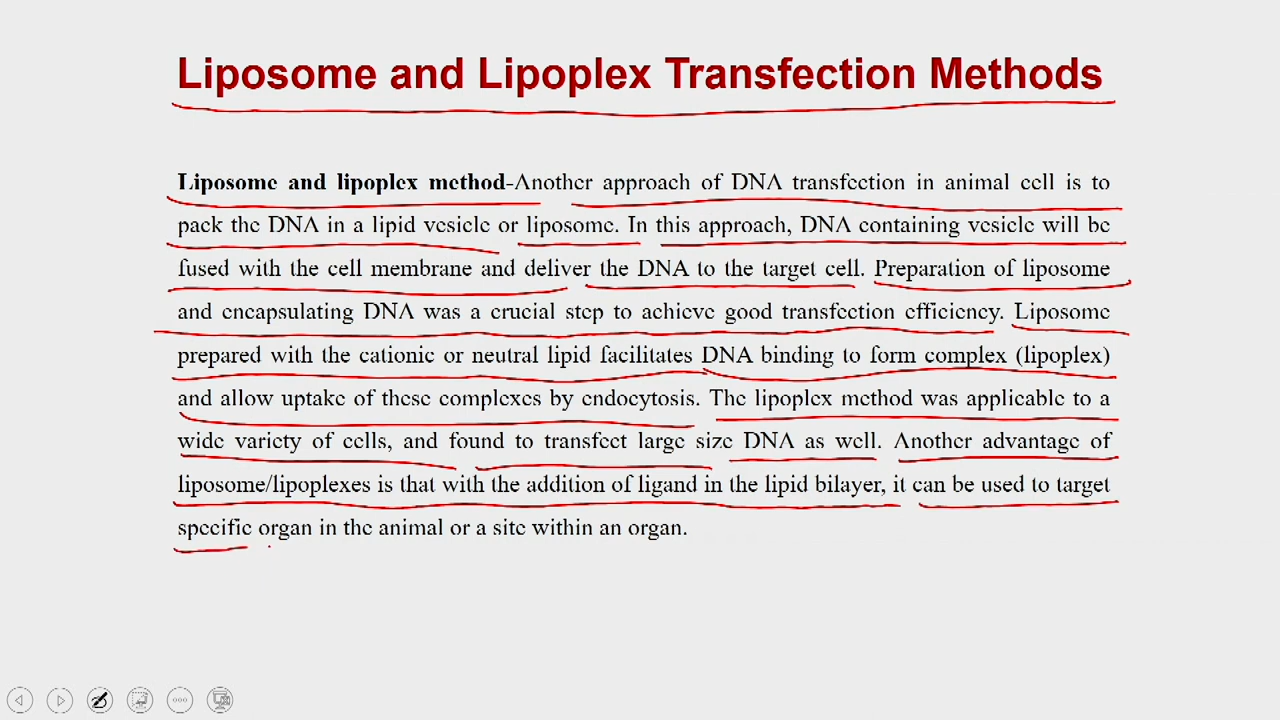 Liposome and Lipoplex Transfection Methods
Liposome and lipoplex method-Another approach of DNA transfection in animal cell is to
pack the DNA in a lipid vesicle or liposome. In this approach, DNA containing vesicle will be
fused with the cell membrane and deliver the DNA to the target cell. Preparation of liposome
and encapsulating DNA was a crucial step to achieve good transfection efficiency. Liposome
prepared with the cationic or neutral lipid facilitates DNA binding to form complex (lipoplex)
and allow uptake of these complexes by endocytosis. The lipoplex method was applicable to a
wide variety of cells, and found to transfect large size DNA as well. Another advantage of
liposome/lipoplexes is that with the addition of ligand in the lipid bilayer, it can be used to target
specific organ in the animal or a site within an organ.